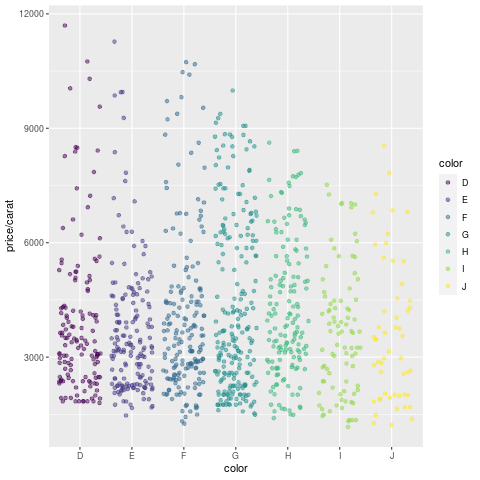 12000
9000
6000
3000
price/carat
D E F G H I J
color
color
D
E
F
G
H
I
J